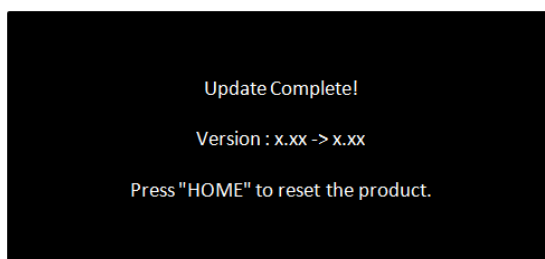 Update Complete!
Version : x.xx -> x.xx
Press "HOME" to reset the product.